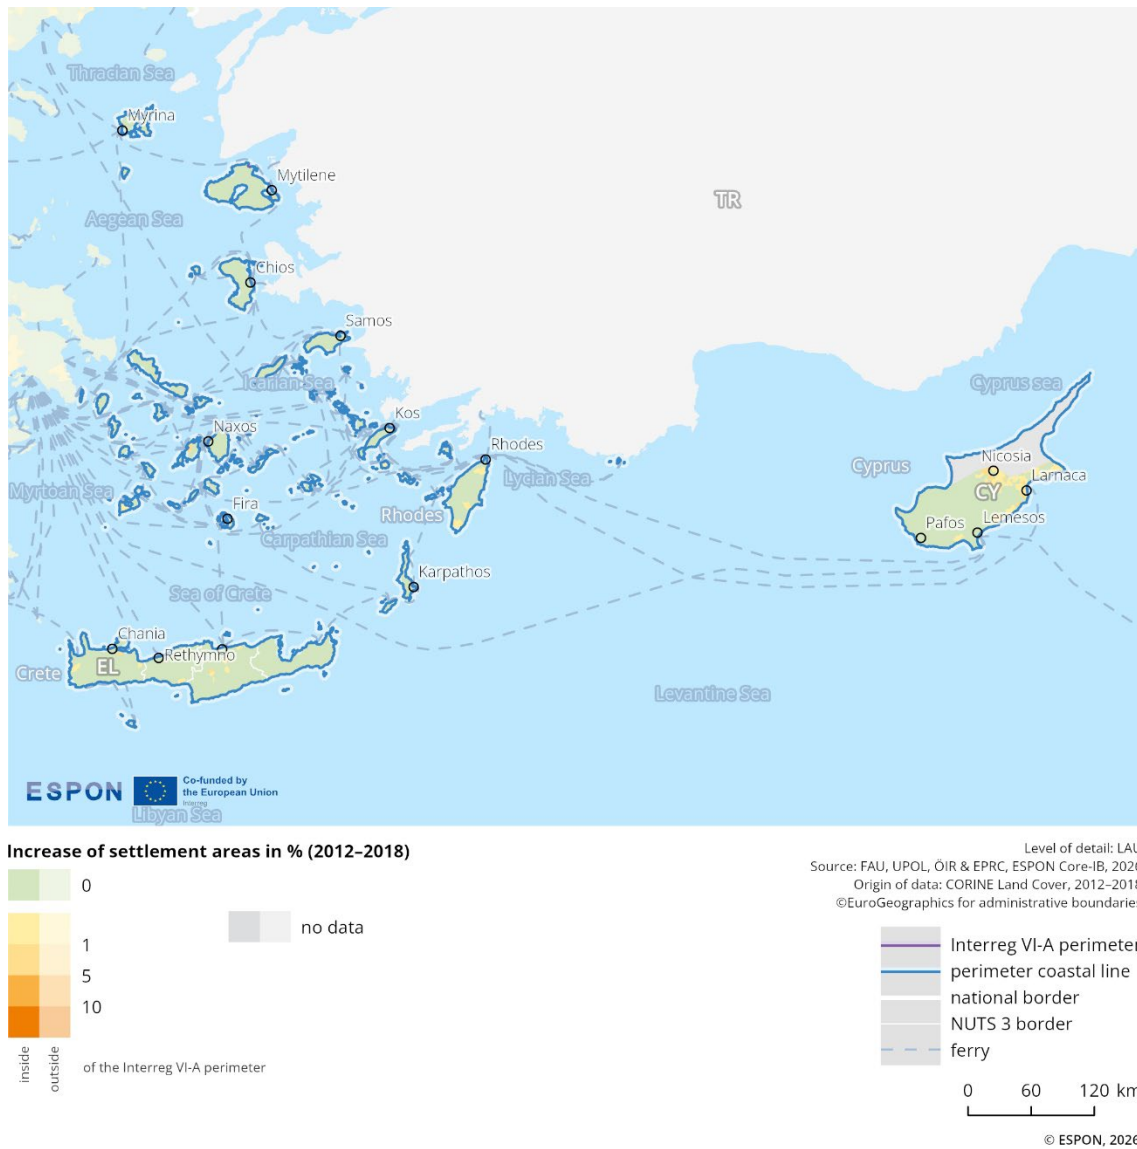 Thracian Sea
Myrina
Mytilene
TR
Aegean Sea
Chios
Samos
Icarian Sea
Cyprus sea
Kos
Naxos
Rhodes
Nicosia
Cyprus
Lycian Sea
Larnaca
Myrtoan Sea
CY
Fira
Rhodes
Pafos
Lemesos
Carpathian Sea
Karpathos
Sea of Crete
Chania
Rethymno
EL
Crete
Levantine Sea
ESPON
Co-funded by
the European Union
Interreg
Libyan Sea
Increase of settlement areas in % (2012–2018)
0
1
5
10
no data
inside
outside
of the Interreg VI-A perimeter
Level of detail: LAU
Source: FAU, UPOL, ÖIR & EPRC, ESPON Core-IB, 2026
Origin of data: CORINE Land Cover, 2012–2018
©EuroGeographics for administrative boundaries
Interreg VI-A perimeter
perimeter coastal line
national border
NUTS 3 border
ferry
0 60 120 km
© ESPON, 2026